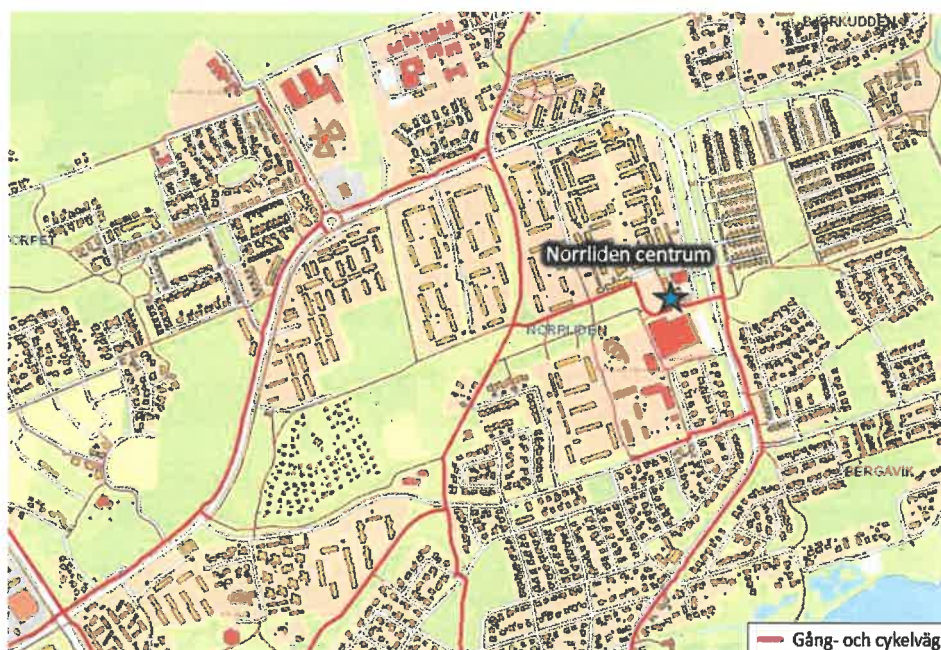 BJÖRKUDDEN
Norrliden centrum
NORRLIDEN
BERGAVIK
Gång- och cykelväg